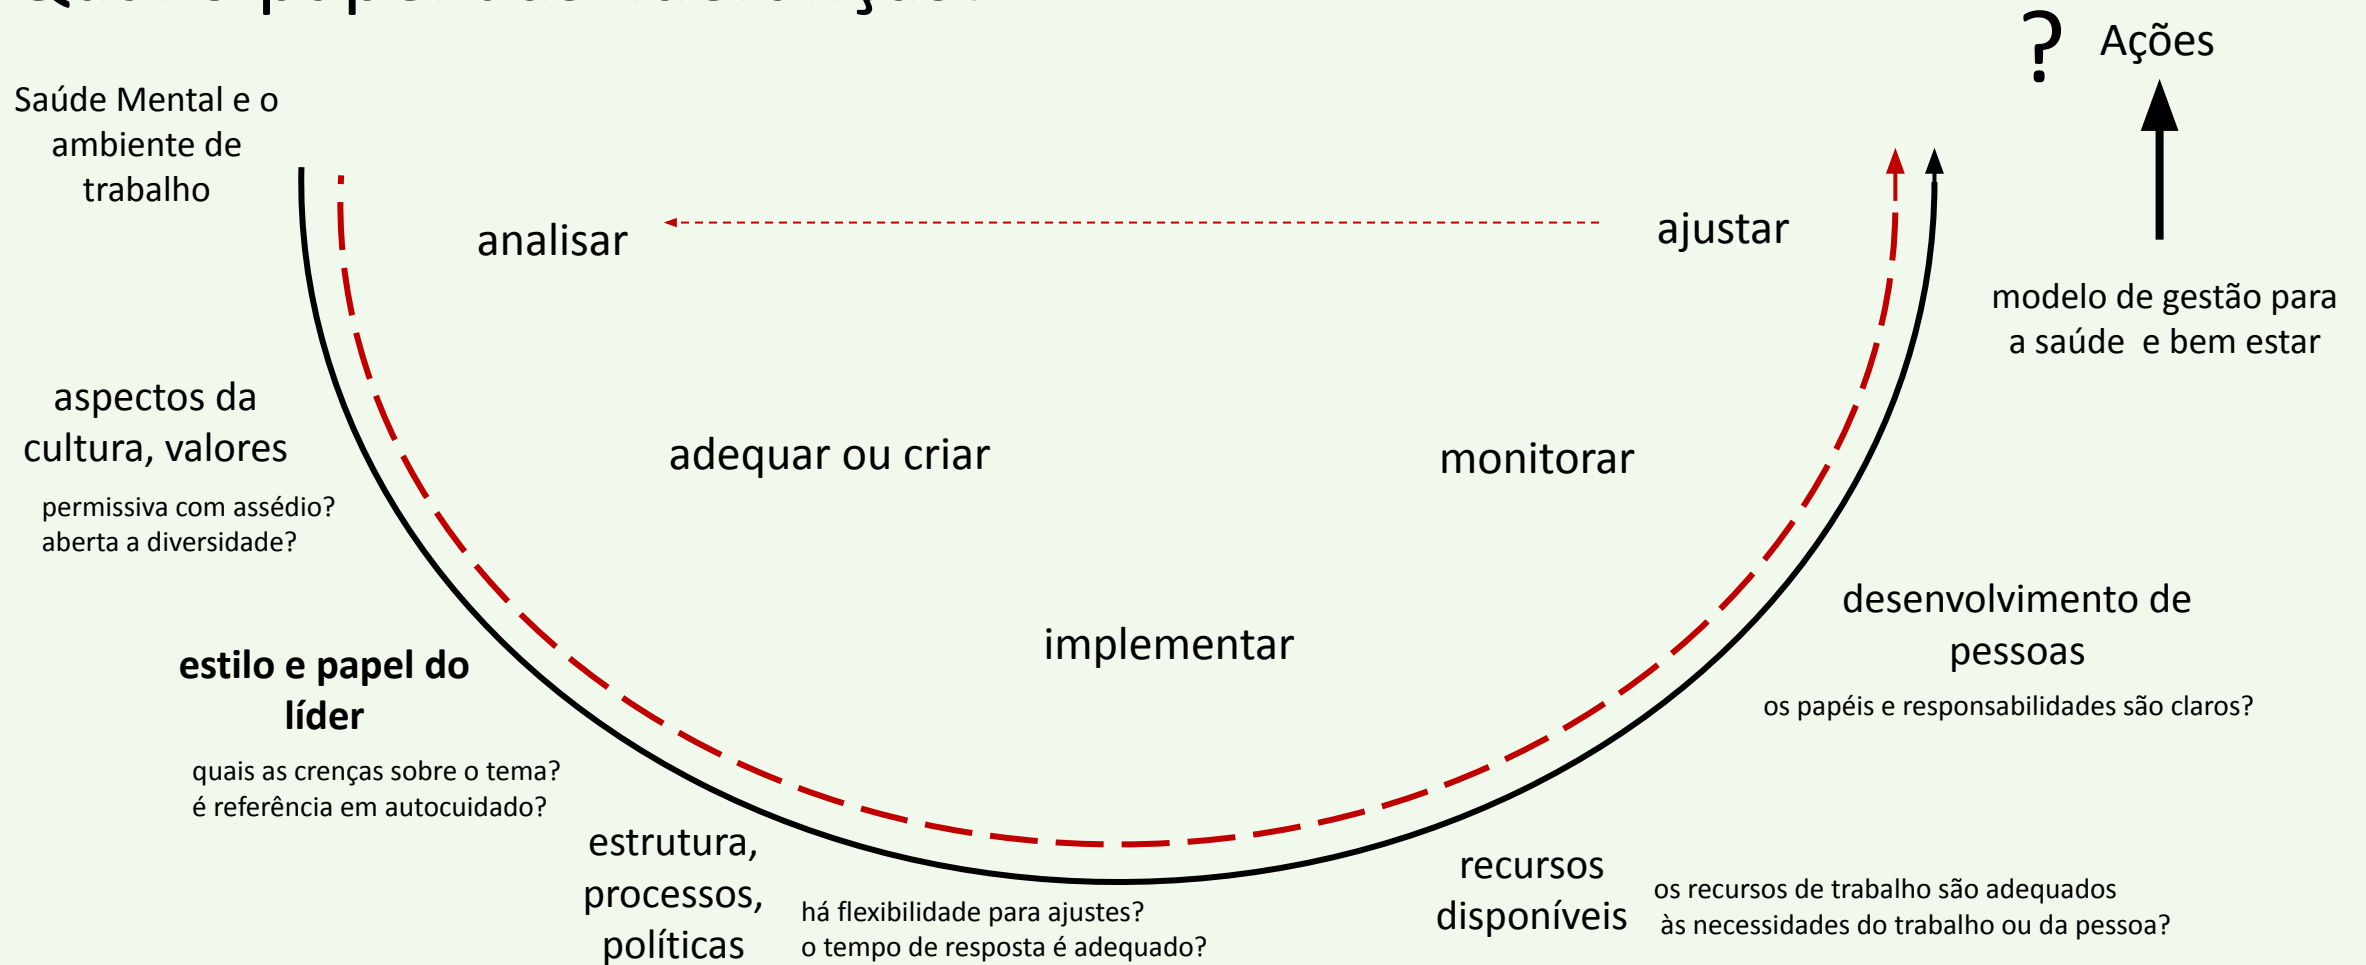 ?
Ações
Saúde Mental e o
ambiente de
trabalho
analisar
ajustar
modelo de gestão para
a saúde e bem estar
aspectos da
cultura, valores
permissiva com assédio?
aberta a diversidade?
adequar ou criar
monitorar
implementar
estilo e papel do
líder
quais as crenças sobre o tema?
é referência em autocuidado?
desenvolvimento de
pessoas
os papéis e responsabilidades são claros?
estrutura,
processos,
políticas
há flexibilidade para ajustes?
o tempo de resposta é adequado?
recursos
disponíveis
os recursos de trabalho são adequados
às necessidades do trabalho ou da pessoa?